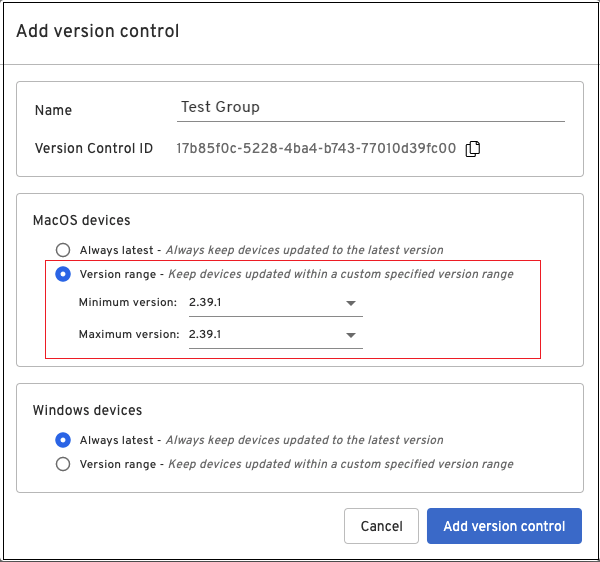 Add version control
Name Test Group
Version Control ID 17b85f0c-5228-4ba4-b743-77010d39fc00
MacOS devices
Always latest - Always keep devices updated to the latest version
Version range - Keep devices updated within a custom specified version range
Minimum version: 2.39.1
Maximum version: 2.39.1
Windows devices
Always latest - Always keep devices updated to the latest version
Version range - Keep devices updated within a custom specified version range
Cancel Add version control